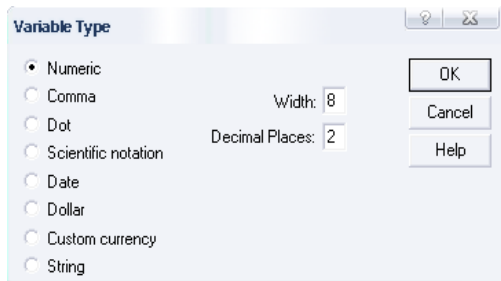 Variable Type
Numeric
Comma
Dot
Scientific notation
Date
Dollar
Custom currency
String
Width: 8
Decimal Places: 2
OK
Cancel
Help